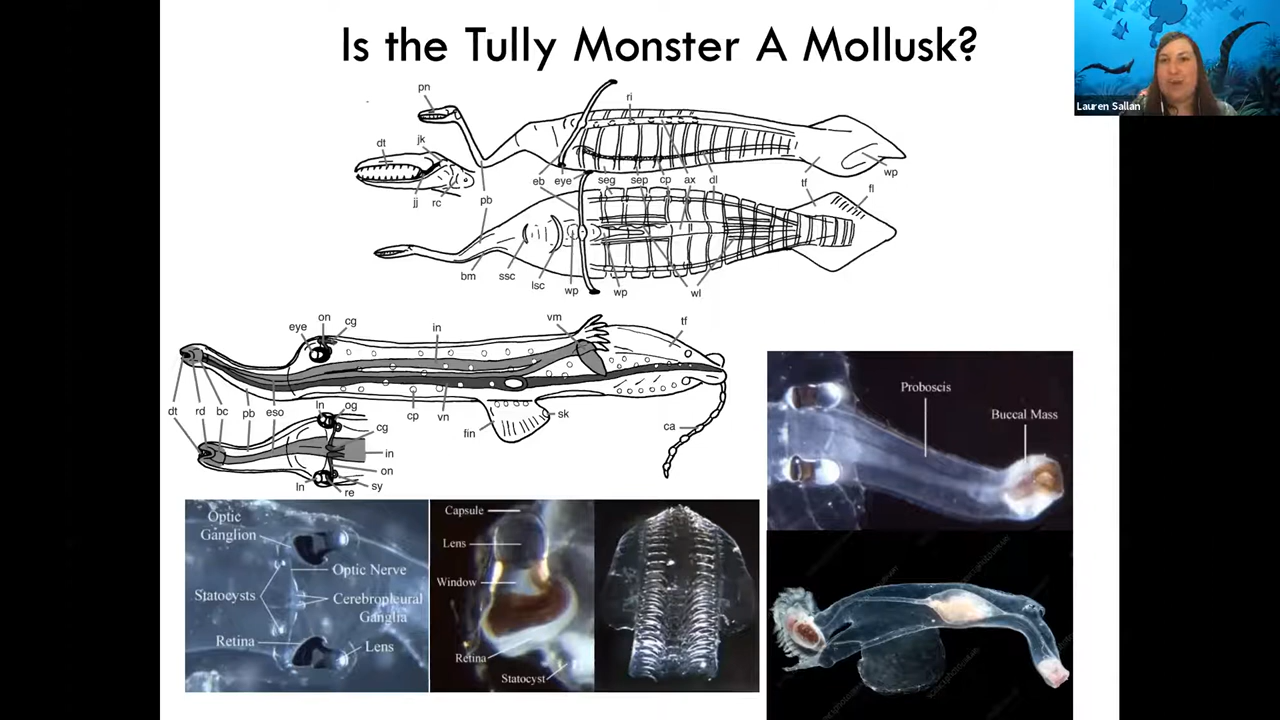 Is the Tully Monster A Mollusk?
Lauren Sallan
pn
ri
dt
jk
jj
rc
pb
eb
eye
seg
sep
cp
ax
dl
tf
wp
fl
bm
ssc
lsc
wp
wp
wl
eye
on
cg
in
vm
tf
dt
rd
bc
pb
eso
ln
og
cp
vn
fin
sk
ca
cg
in
on
ln
re
sy
Proboscis
Buccal Mass
Optic
Ganglion
Optic Nerve
Statocysts
Cerebropleural
Ganglia
Retina
Lens
Capsule
Lens
Window
Retina
Statocyst